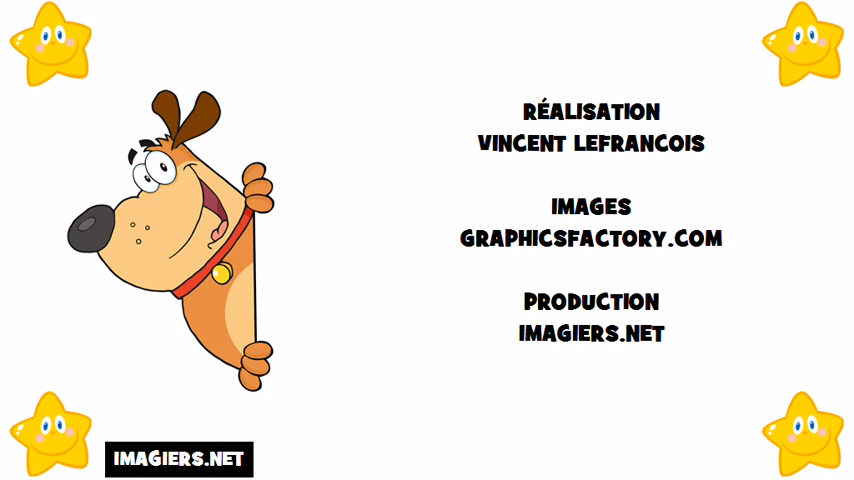 RÉALISATION
VINCENT LEFRANCOIS
IMAGES
GRAPHICSFACTORY.COM
PRODUCTION
IMAGIERS.NET
IMAGIERS.NET